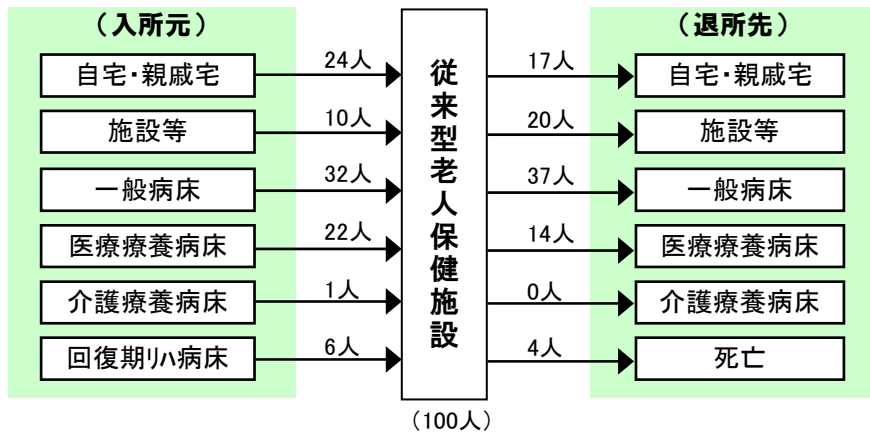 （入所元）
自宅・親戚宅
施設等
一般病床
医療療養病床
介護療養病床
回復期リハ病床
24人
10人
32人
22人
1人
6人
従来型老人保健施設
（100人）
17人
20人
37人
14人
0人
4人
（退所先）
自宅・親戚宅
施設等
一般病床
医療療養病床
介護療養病床
死亡